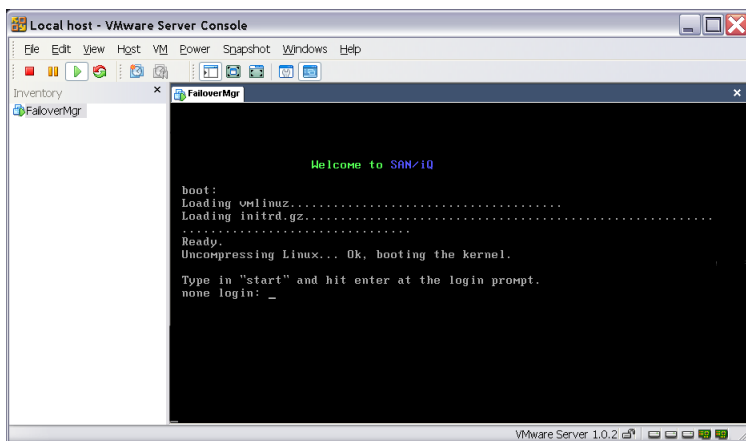 Local host - VMware Server Console
File Edit View Host VM Power Snapshot Windows Help
Inventory
FailoverMgr
FailoverMgr
Welcome to SAN/iQ
boot:
Loading vmlinuz......................................
Loading initrd.gz.........................................................
................................
Ready.
Uncompressing Linux... Ok, booting the kernel.
Type in "start" and hit enter at the login prompt.
none login: _
VMware Server 1.0.2